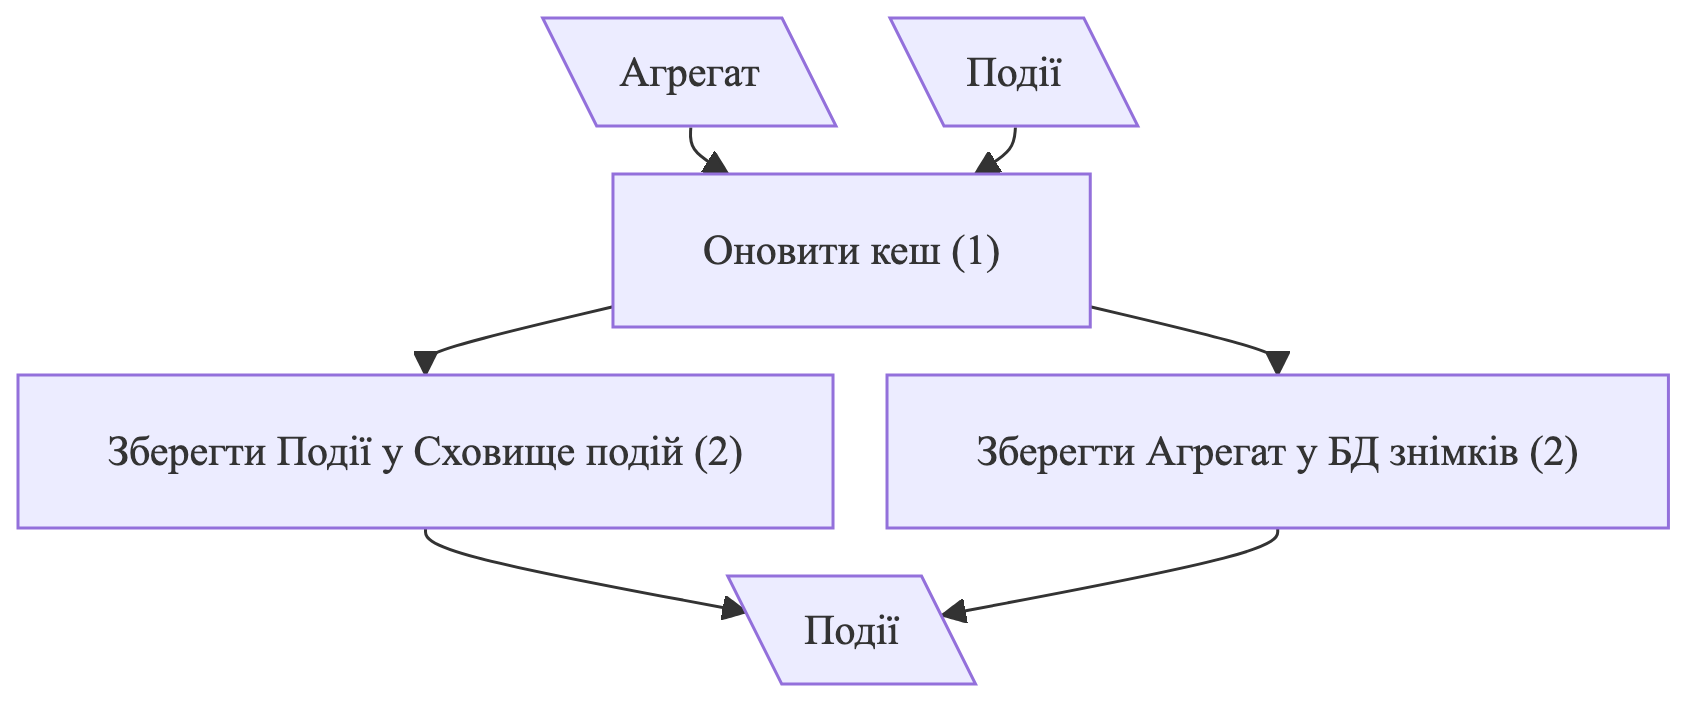 Агрегат
Події
Оновити кеш (1)
Зберегти Події у Сховище подій (2)
Зберегти Агрегат у БД знімків (2)
Події